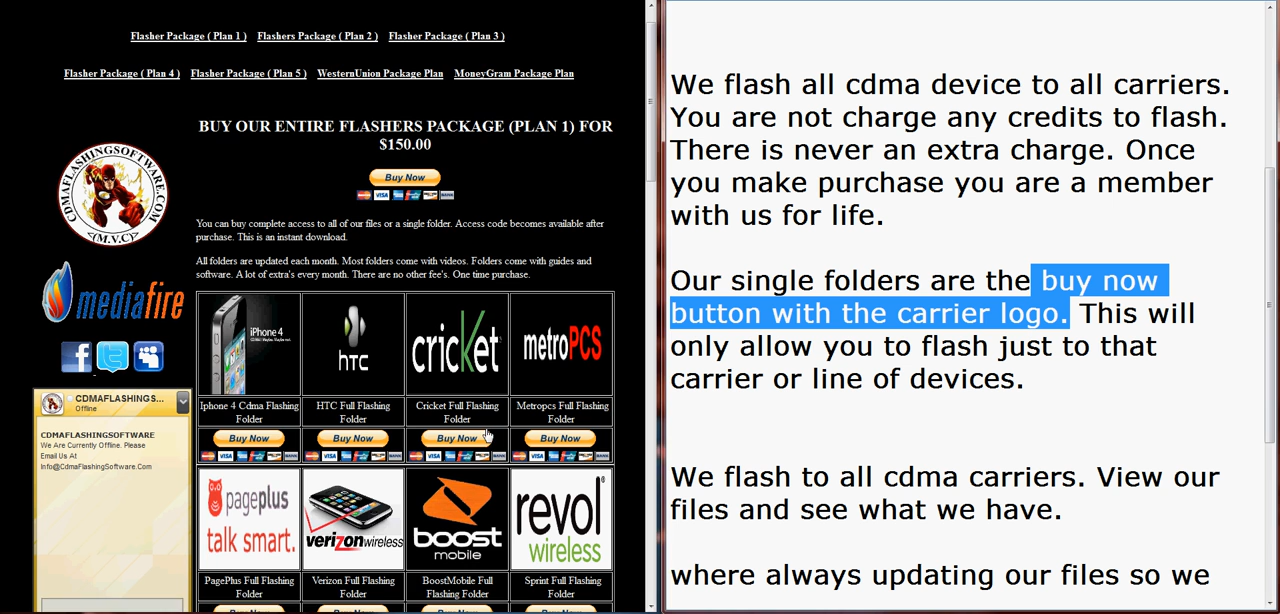 Flasher Package ( Plan 1 ) Flashers Package ( Plan 2 ) Flasher Package ( Plan 3 )
Flasher Package ( Plan 4 ) Flasher Package ( Plan 5 ) WesternUnion Package Plan MoneyGram Package Plan
BUY OUR ENTIRE FLASHERS PACKAGE (PLAN 1) FOR
$150.00
Buy Now
VISA
BANK
You can buy complete access to all of our files or a single folder. Access code becomes available after
purchase. This is an instant download.
All folders are updated each month. Most folders come with videos. Folders come with guides and
software. A lot of extra's every month. There are no other fee's. One time purchase.
CDMAFLASHINGSOFTWARE.COM
(M.V.C)
mediafire
CDMAFLASHINGS...
Offline
CDMAFLASHINGSOFTWARE
We Are Currently Offline. Please
Email Us At
Info@CdmaFlashingSoftware.Com
iPhone 4
htc
cricket
metroPCS
Iphone 4 Cdma Flashing
Folder
HTC Full Flashing
Folder
Cricket Full Flashing
Folder
Metropcs Full Flashing
Folder
Buy Now Buy Now Buy Now Buy Now
pageplus
talk smart.
verizonwireless
boost
mobile
revol
wireless
PagePlus Full Flashing
Folder
Verizon Full Flashing
Folder
BoostMobile Full
Flashing Folder
Sprint Full Flashing
Folder
We flash all cdma device to all carriers.
You are not charge any credits to flash.
There is never an extra charge. Once
you make purchase you are a member
with us for life.
Our single folders are the buy now
button with the carrier logo. This will
only allow you to flash just to that
carrier or line of devices.
We flash to all cdma carriers. View our
files and see what we have.
where always updating our files so we